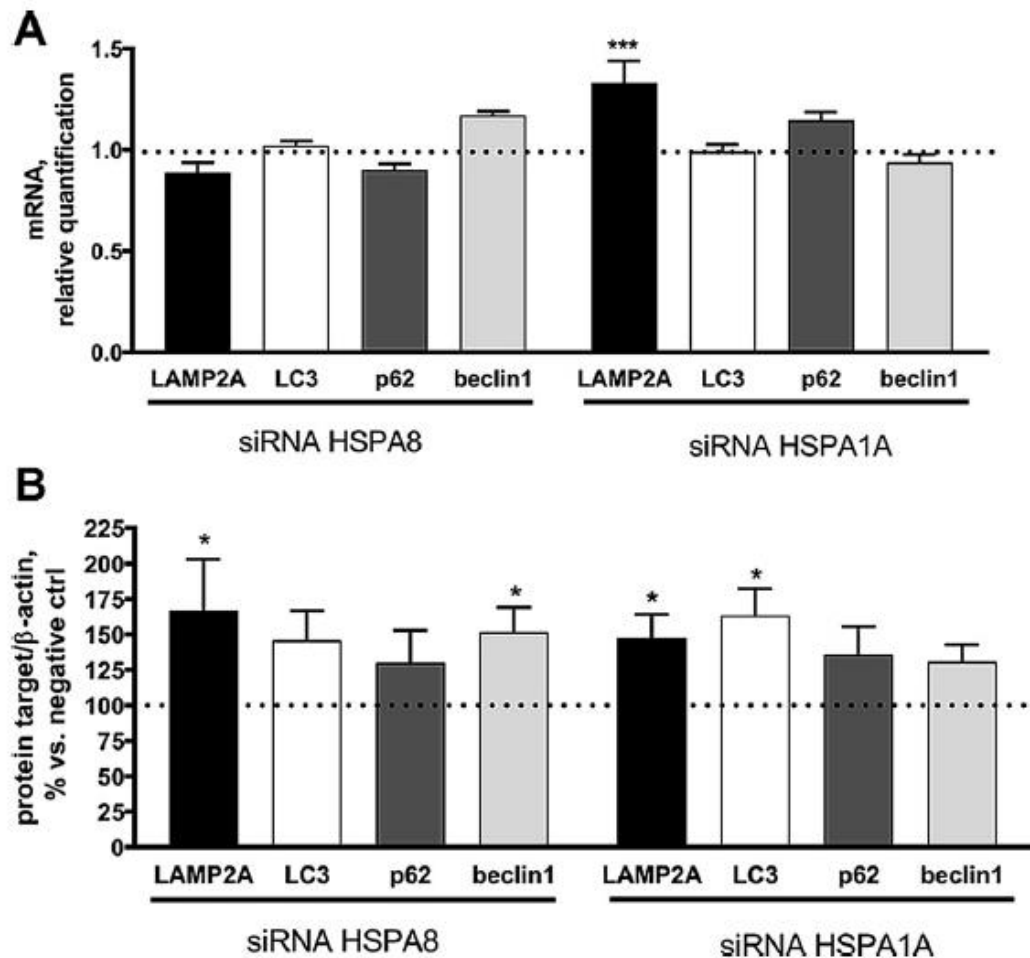 A
mRNA,
relative quantification
1.5
1.0
0.5
0.0
***
LAMP2A LC3 p62 beclin1 LAMP2A LC3 p62 beclin1
siRNA HSPA8 siRNA HSPA1A
B
protein target/β-actin,
% vs. negative ctrl
225
200
175
150
125
100
75
50
25
0
* * * *
LAMP2A LC3 p62 beclin1 LAMP2A LC3 p62 beclin1
siRNA HSPA8 siRNA HSPA1A